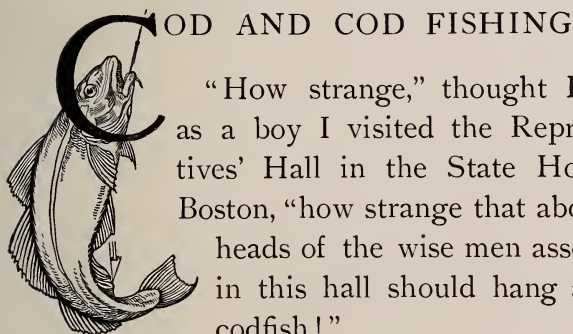 COD AND COD FISHING
“How strange,” thought
as a boy I visited the Repr
tives’ Hall in the State Ho
Boston, “how strange that abo
heads of the wise men asse
in this hall should hang
codfish!”